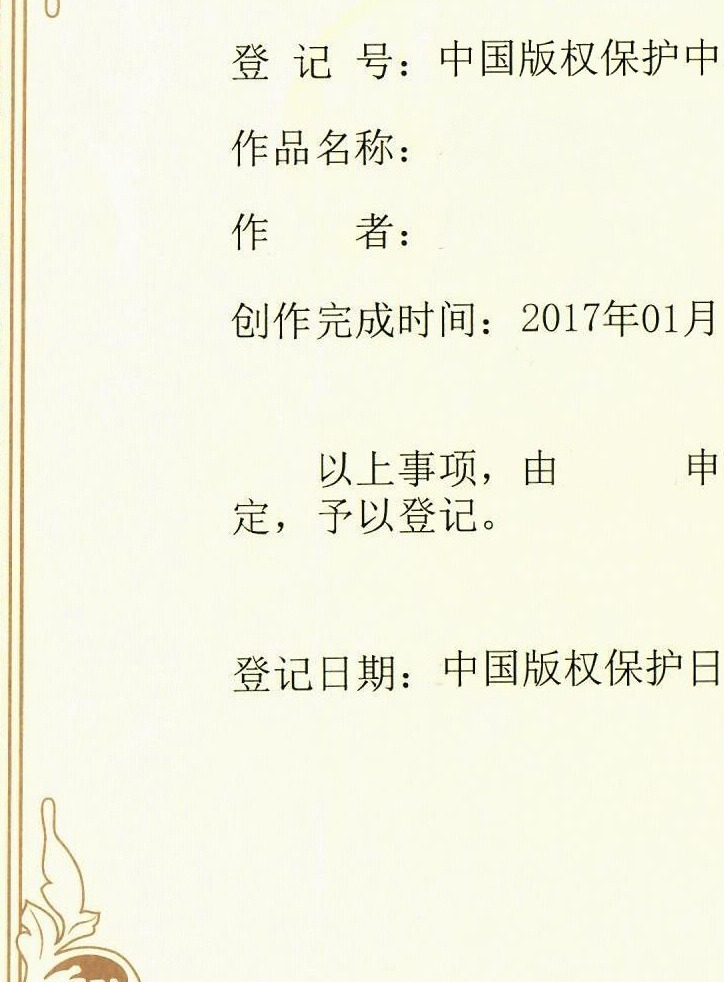 登 记 号：中国版权保护中
作品名称：
作 者：
创作完成时间：2017年01月
以上事项，由 申
定，予以登记。
登记日期：中国版权保护日